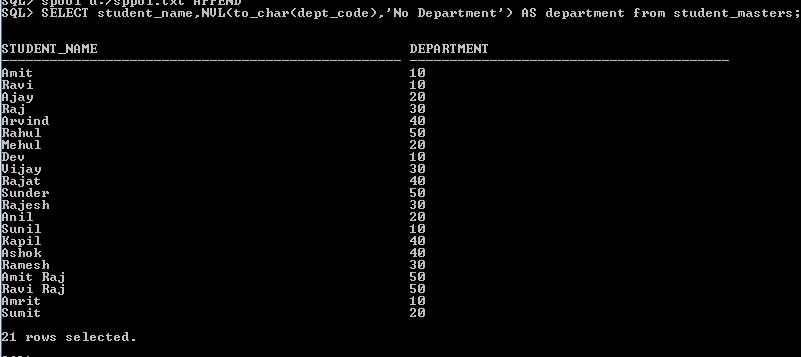 SQL> spool d:/sppol.txt APPEND
SQL> SELECT student_name,NVL(to_char(dept_code),'No Department') AS department from student_masters;
STUDENT_NAME DEPARTMENT
---------------------------------------- ----------------------------------------
Amit 10
Ravi 10
Ajay 20
Raj 30
Arvind 40
Rahul 50
Mehul 20
Dev 10
Vijay 30
Rajat 40
Sunder 50
Rajesh 30
Anil 20
Sunil 10
Kapil 40
Ashok 40
Ramesh 30
Amit Raj 50
Ravi Raj 50
Amrit 10
Sumit 20
21 rows selected.